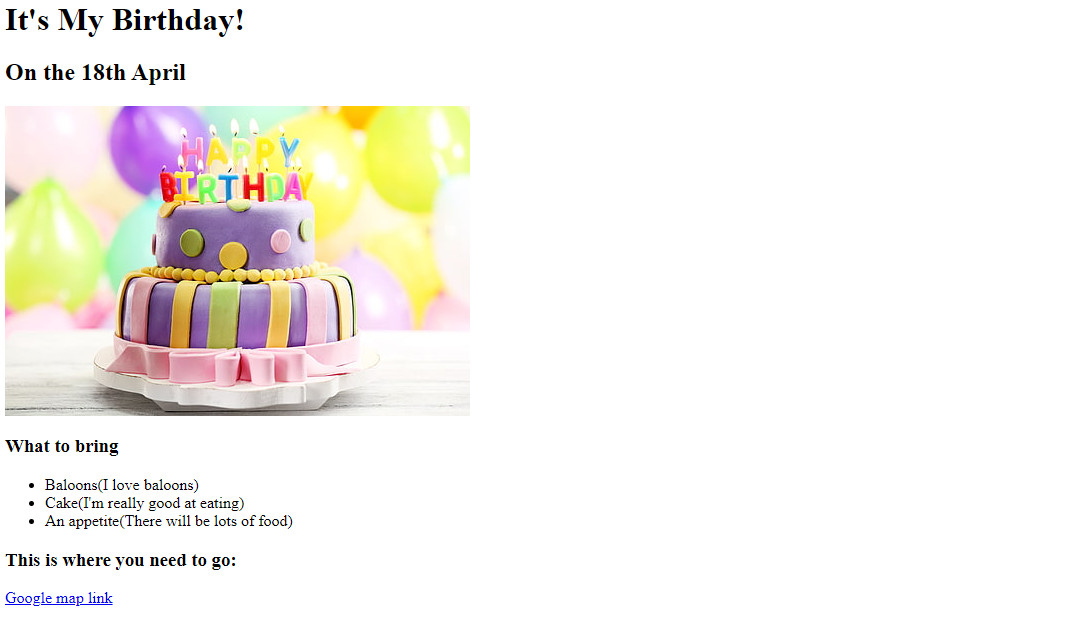 It's My Birthday!
On the 18th April
HAPPY
BIRTHDAY
What to bring
Baloons(I love baloons)
Cake(I'm really good at eating)
An appetite(There will be lots of food)
This is where you need to go:
Google map link